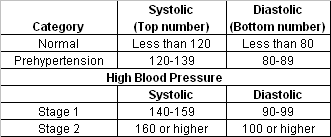 Category Systolic (Top number) Diastolic (Bottom number)
Normal Less than 120 Less than 80
Prehypertension 120-139 80-89
High Blood Pressure
Systolic Diastolic
Stage 1 140-159 90-99
Stage 2 160 or higher 100 or higher